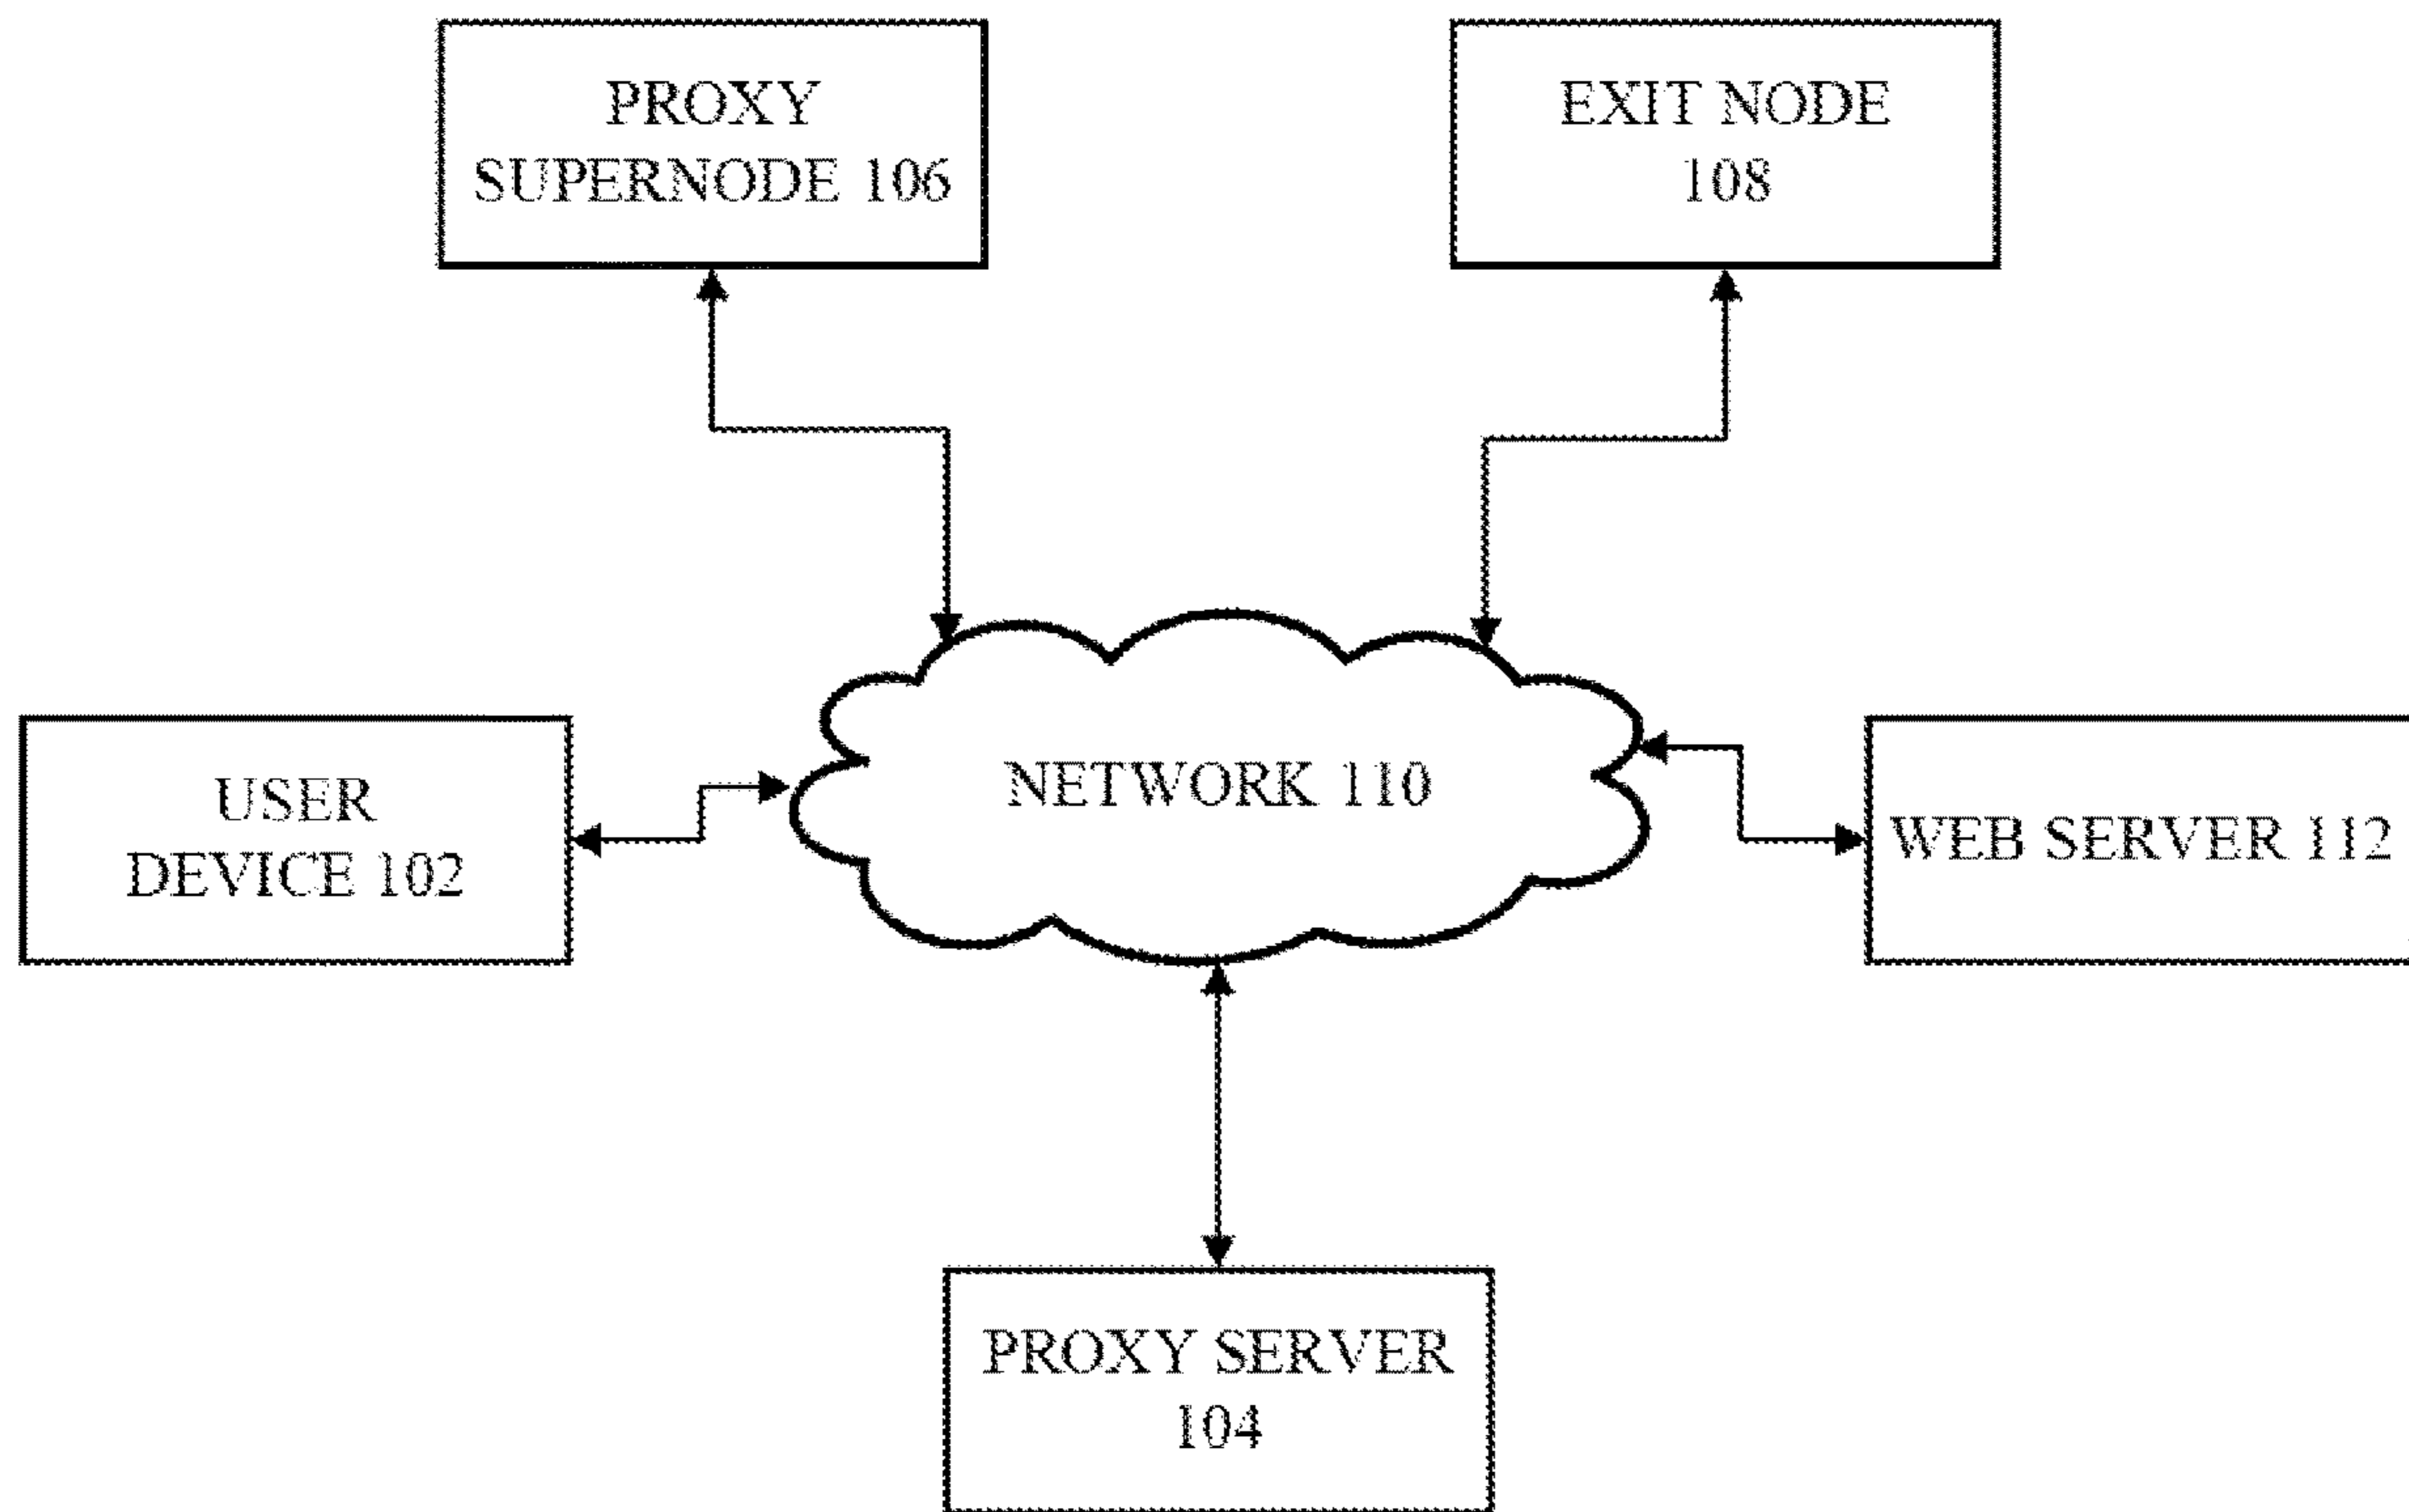 PROXY
SUPERNODE 106
EXIT NODE
108
USER
DEVICE 102
NETWORK 110
WEB SERVER 112
PROXY SERVER
104